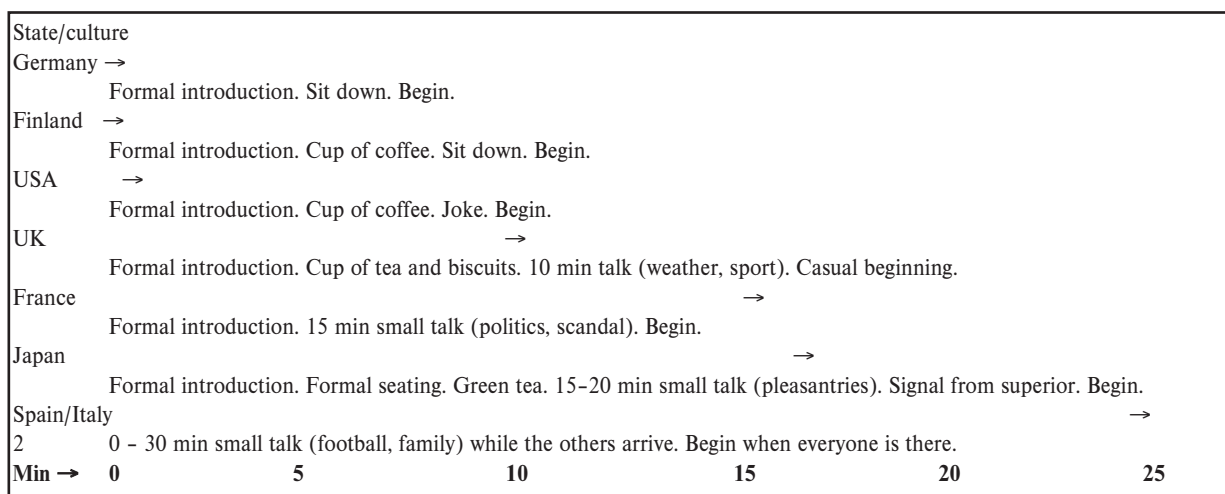 State/culture
Germany →
Formal introduction. Sit down. Begin.
Finland →
Formal introduction. Cup of coffee. Sit down. Begin.
USA →
Formal introduction. Cup of coffee. Joke. Begin.
UK →
Formal introduction. Cup of tea and biscuits. 10 min talk (weather, sport). Casual beginning.
France →
Formal introduction. 15 min small talk (politics, scandal). Begin.
Japan →
Formal introduction. Formal seating. Green tea. 15–20 min small talk (pleasantries). Signal from superior. Begin.
Spain/Italy →
2 0 – 30 min small talk (football, family) while the others arrive. Begin when everyone is there.
Min → 0 5 10 15 20 25